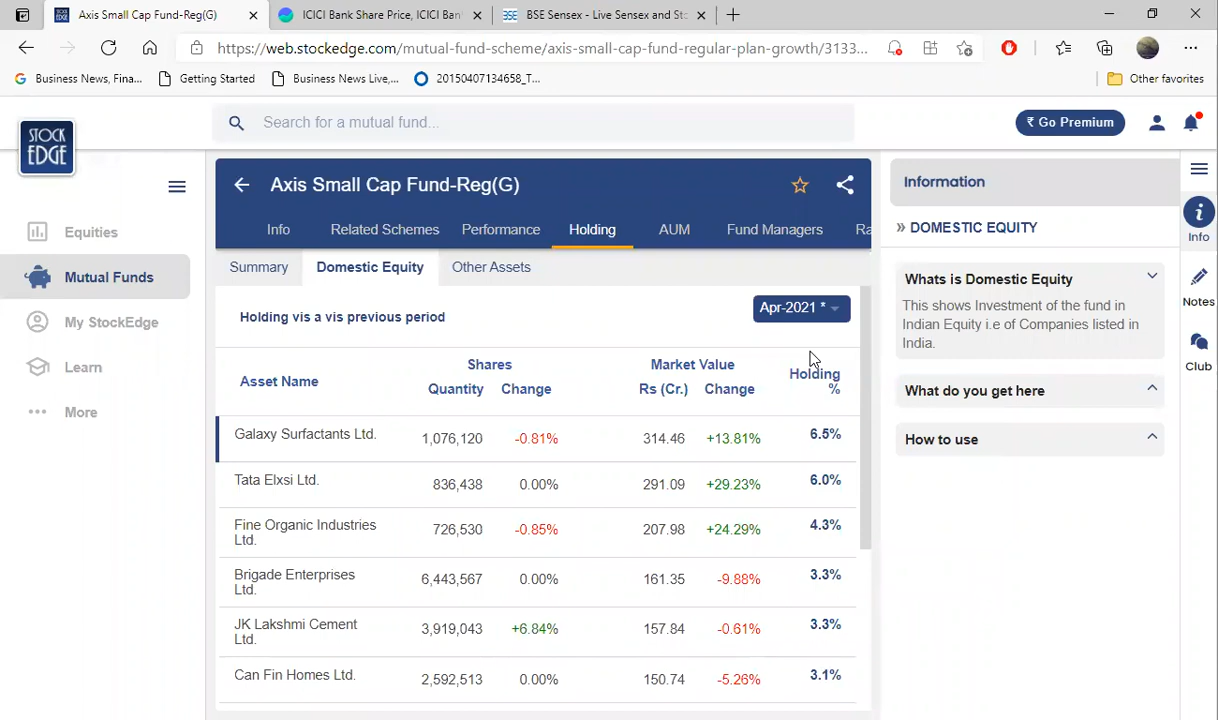 Axis Small Cap Fund-Reg(G)
ICICI Bank Share Price, ICICI Ban
BSE Sensex - Live Sensex and Sto
https://web.stockedge.com/mutual-fund-scheme/axis-small-cap-fund-regular-plan-growth/3133...
Business News, Fina...
Getting Started
Business News Live,...
20150407134658_T...
Other favorites
STOCK
EDGE
Search for a mutual fund...
₹ Go Premium
Equities
Mutual Funds
My StockEdge
Learn
More
Axis Small Cap Fund-Reg(G)
Info Related Schemes Performance Holding AUM Fund Managers Ra
Summary Domestic Equity Other Assets
Holding vis a vis previous period
Apr-2021 *
Asset Name
Shares
Quantity Change
Market Value
Rs (Cr.) Change
Holding
%
Galaxy Surfactants Ltd. 1,076,120 -0.81% 314.46 +13.81% 6.5%
Tata Elxsi Ltd. 836,438 0.00% 291.09 +29.23% 6.0%
Fine Organic Industries
Ltd.
726,530 -0.85% 207.98 +24.29% 4.3%
Brigade Enterprises
Ltd.
6,443,567 0.00% 161.35 -9.88% 3.3%
JK Lakshmi Cement
Ltd.
3,919,043 +6.84% 157.84 -0.61% 3.3%
Can Fin Homes Ltd. 2,592,513 0.00% 150.74 -5.26% 3.1%
Information
» DOMESTIC EQUITY
Whats is Domestic Equity
This shows Investment of the fund in
Indian Equity i.e of Companies listed in
India.
What do you get here
How to use
Info
Notes
Club